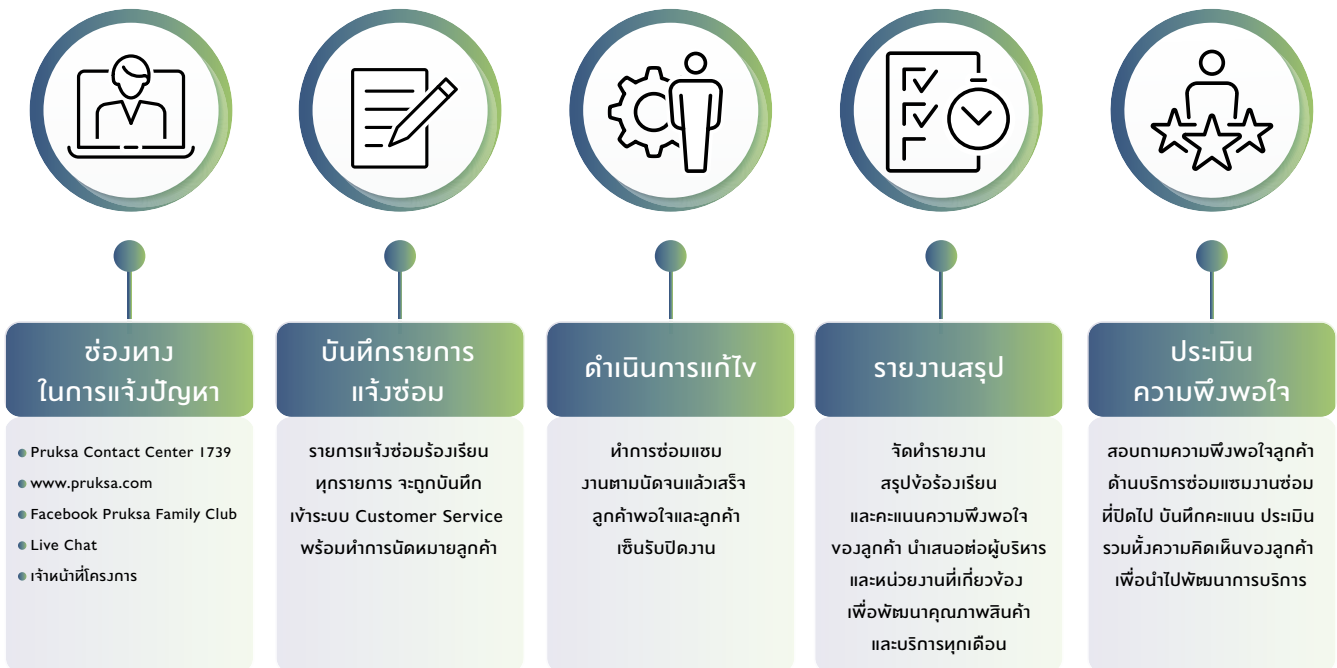 ช่องทาง
ในการแจ้งปัญหา
Pruksa Contact Center 1739
www.pruksa.com
Facebook Pruksa Family Club
Live Chat
เจ้าหน้าที่โครงการ
บันทึกรายการ
แจ้งซ่อม
รายการแจ้งซ่อมร้องเรียน
ทุกรายการ จะถูกบันทึก
เข้าระบบ Customer Service
พร้อมทำการนัดหมายลูกค้า
ดำเนินการแก้ไข
ทำการซ่อมแซม
งานตามนัดจนแล้วเสร็จ
ลูกค้าพอใจและลูกค้า
เซ็นรับปิดงาน
รายงานสรุป
จัดทำรายงาน
สรุปข้อร้องเรียน
และคะแนนความพึงพอใจ
ของลูกค้า นำเสนอต่อผู้บริหาร
และหน่วยงานที่เกี่ยวข้อง
เพื่อพัฒนาคุณภาพสินค้า
และบริการทุกเดือน
ประเมิน
ความพึงพอใจ
สอบถามความพึงพอใจลูกค้า
ด้านบริการซ่อมแซมงานซ่อม
ที่ปิดไป บันทึกคะแนน ประเมิน
รวมทั้งความคิดเห็นของลูกค้า
เพื่อนำไปพัฒนาการบริการ